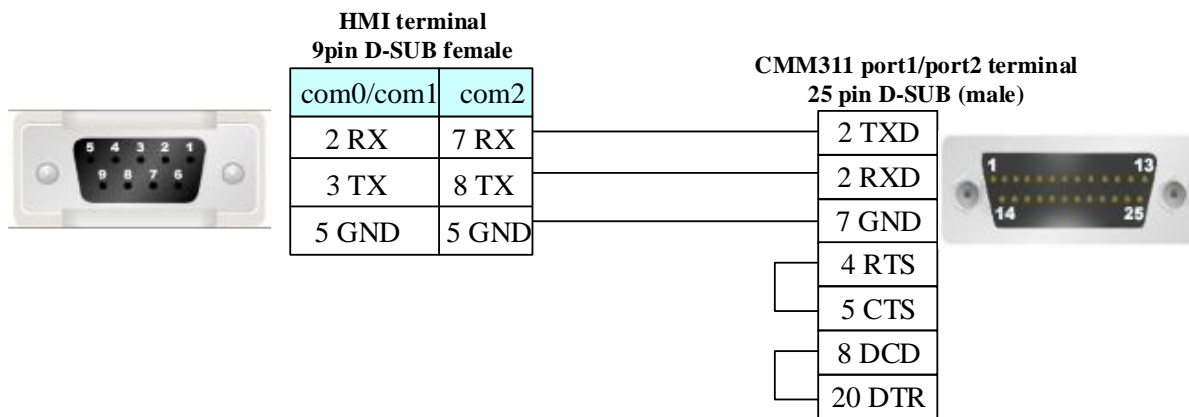 HMI terminal
9pin D-SUB female
com0/com1 com2
2 RX 7 RX
3 TX 8 TX
5 GND 5 GND
5 4 3 2 1
9 8 7 6
CMM311 port1/port2 terminal
25 pin D-SUB (male)
2 TXD
2 RXD
7 GND
4 RTS
5 CTS
8 DCD
20 DTR
1 13
14 25